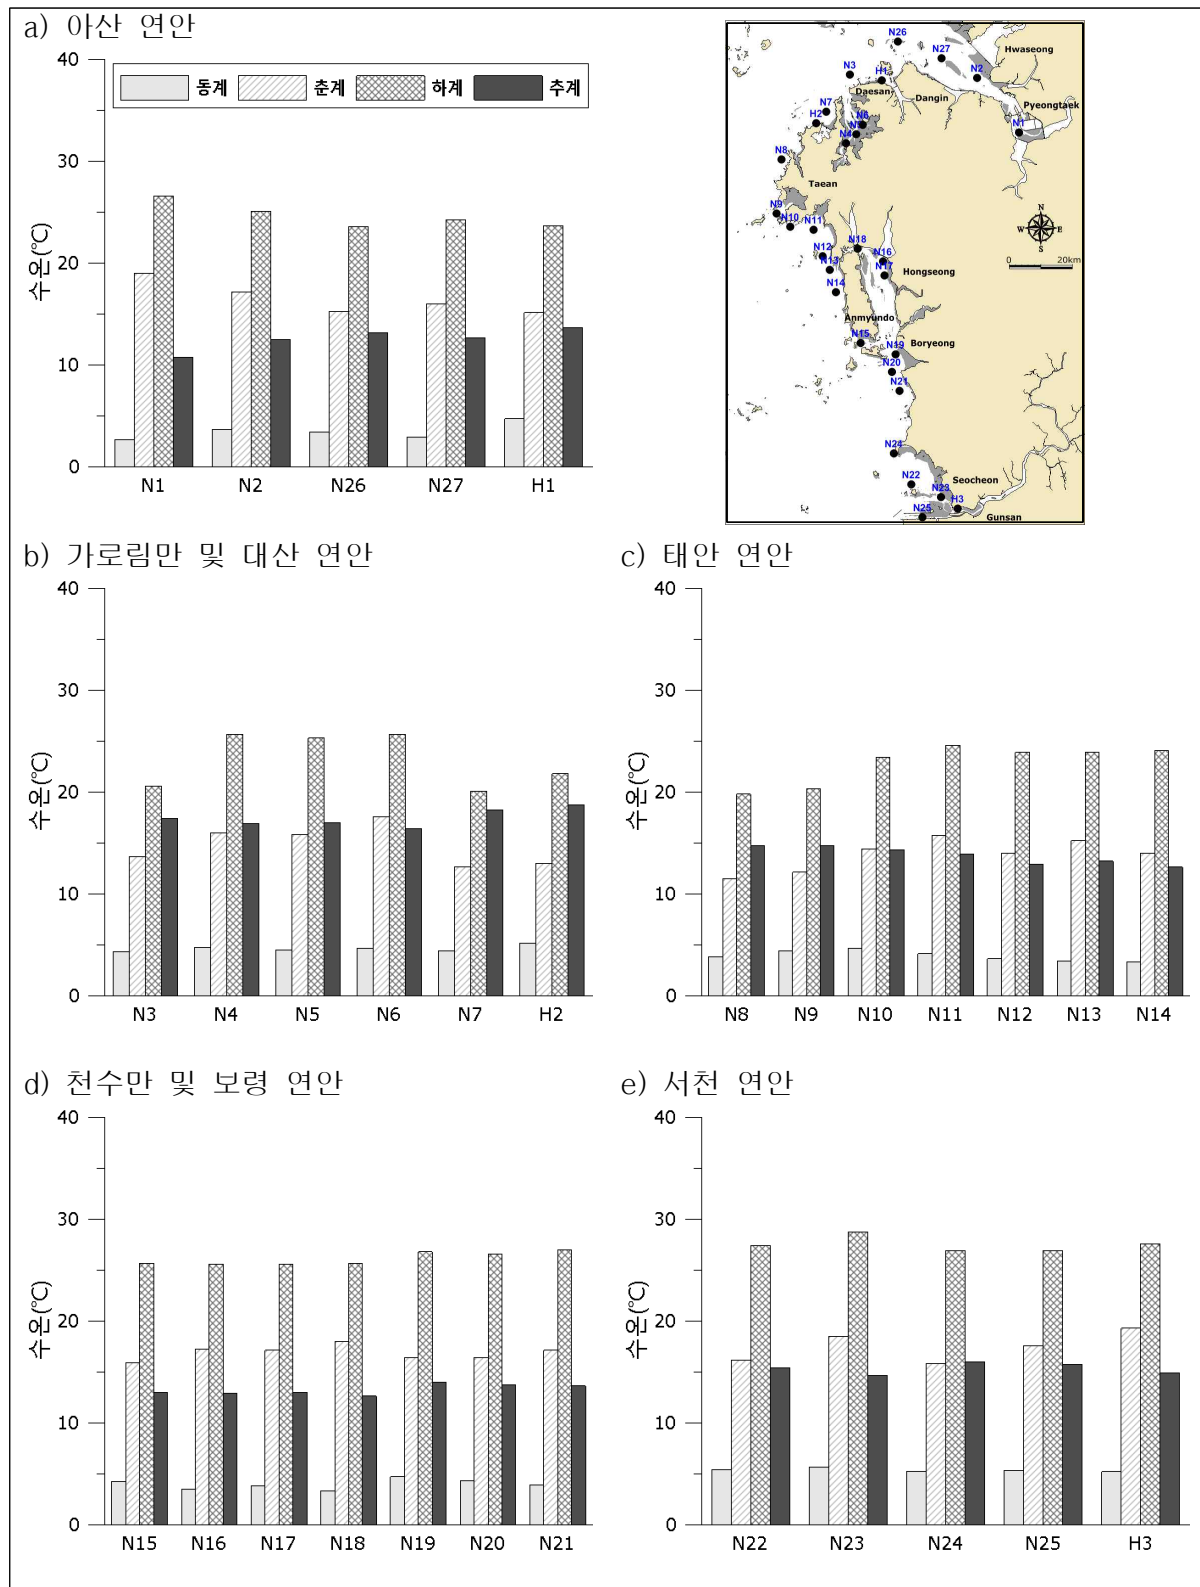 a) 아산 연안
40
30
20
10
0
수온(℃)
동계 춘계 하계 추계
N1 N2 N26 N27 H1
N26
N27
Hwaseong
N3
H1
N2
Daesan
Dangin
N7
H2
N6
N5
N4
Pyeongtaek
N1
N8
Taean
N9
N10
N11
N18
N12
N13
N16
N17
Hongseong
N14
N
W E
S
0 20km
Anmyundo
N15
N19
Boryeong
N20
N21
N24
N22
N23
Seocheon
H3
N25
Gunsan
b) 가로림만 및 대산 연안
40
30
20
10
0
수온(℃)
N3 N4 N5 N6 N7 H2
c) 태안 연안
40
30
20
10
0
수온(℃)
N8 N9 N10 N11 N12 N13 N14
d) 천수만 및 보령 연안
40
30
20
10
0
수온(℃)
N15 N16 N17 N18 N19 N20 N21
e) 서천 연안
40
30
20
10
0
수온(℃)
N22 N23 N24 N25 H3